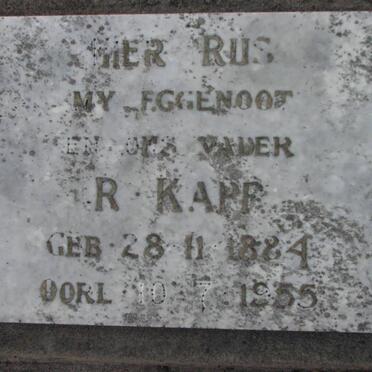 HIER RUS
MY EGGENOOT
EN ONS VADER
R KAPP
GEB 28 11 1884
OORL 10 7 1955